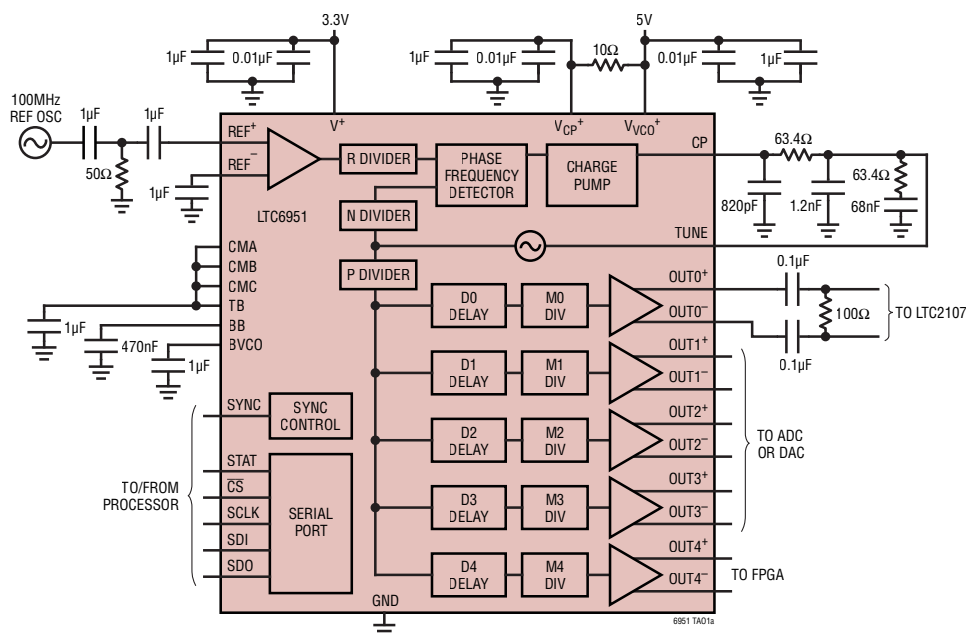 3.3V
5V
1µF
0.01µF
1µF
0.01µF
10Ω
0.01µF
1µF
100MHz
REF OSC
1µF
1µF
50Ω
1µF
REF+
REF–
V+
VCP+
VVCO+
CP
R DIVIDER
PHASE
FREQUENCY
DETECTOR
CHARGE
PUMP
LTC6951
N DIVIDER
P DIVIDER
63.4Ω
63.4Ω
820pF
1.2nF
68nF
TUNE
CMA
CMB
CMC
TB
BB
BVCO
1µF
470nF
1µF
D0
DELAY
M0
DIV
OUT0+
OUT0–
0.1µF
100Ω
0.1µF
TO LTC2107
D1
DELAY
M1
DIV
OUT1+
OUT1–
SYNC
SYNC
CONTROL
D2
DELAY
M2
DIV
OUT2+
OUT2–
TO ADC
OR DAC
TO/FROM
PROCESSOR
STAT
CS
SCLK
SDI
SDO
SERIAL
PORT
D3
DELAY
M3
DIV
OUT3+
OUT3–
D4
DELAY
M4
DIV
OUT4+
OUT4–
TO FPGA
GND
6951 TA01a